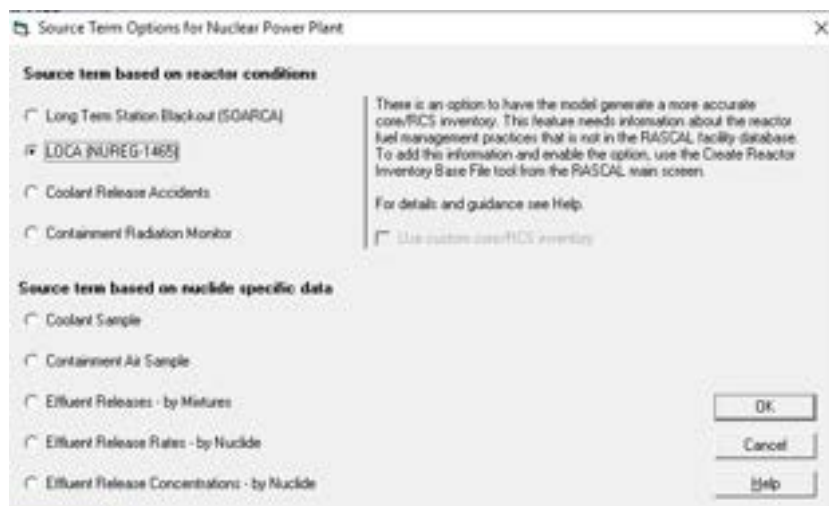 Source Term Options for Nuclear Power Plant
Source term based on reactor conditions
Long Term Station Blackout (SOARCA)
LOCA (NUREG-1465)
Coolant Release Accidents
Containment Radiation Monitor
There is an option to have the model generate a more accurate
core/RCS inventory. This feature needs information about the reactor
fuel management practices that is not in the RASCAL facility database.
To add this information and enable the option, use the Create Reactor
Inventory Base File tool from the RASCAL main screen.
For details and guidance see Help.
Use custom core/RCS inventory
Source term based on nuclide specific data
Coolant Sample
Containment Air Sample
Effluent Releases - by Mixtures
Effluent Release Rates - by Nuclide
Effluent Release Concentrations - by Nuclide
OK
Cancel
Help